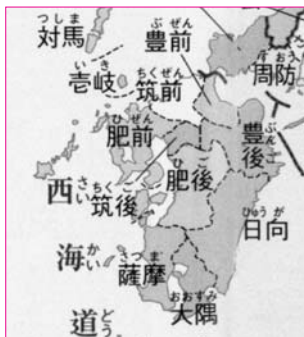 対馬
つしま
壱岐
いき
筑前
ちくぜん
豊前
ぶぜん
周防
すおう
肥前
ひぜん
豊後
ぶんご
肥後
ひご
筑後
ちくご
日向
ひゅうが
薩摩
さつま
大隅
おおすみ
西海道
さいかいどう